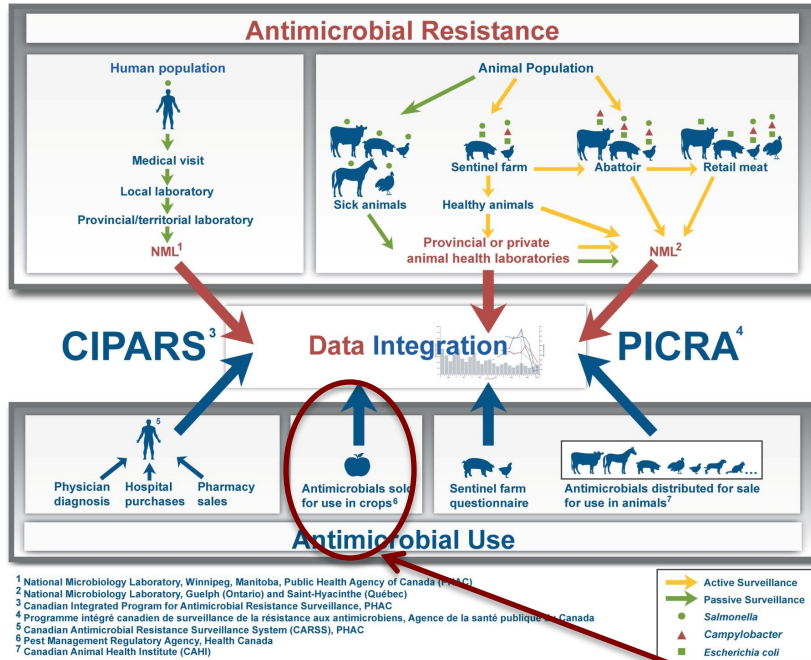 Antimicrobial Resistance
Human population
Medical visit
Local laboratory
Provincial/territorial laboratory
NML1
Animal Population
Sick animals
Sentinel farm
Abattoir
Retail meat
Healthy animals
Provincial or private
animal health laboratories
NML2
CIPARS3
Data Integration
PICRA4
5
Physician
diagnosis
Hospital
purchases
Pharmacy
sales
Antimicrobials sold
for use in crops6
Sentinel farm
questionnaire
...
Antimicrobials distributed for sale
for use in animals7
Antimicrobial Use
1 National Microbiology Laboratory, Winnipeg, Manitoba, Public Health Agency of Canada (PHAC)
2 National Microbiology Laboratory, Guelph (Ontario) and Saint-Hyacinthe (Québec)
3 Canadian Integrated Program for Antimicrobial Resistance Surveillance, PHAC
4 Programme intégré canadien de surveillance de la résistance aux antimicrobiens, Agence de la santé publique du Canada
5 Canadian Antimicrobial Resistance Surveillance System (CARSS), PHAC
6 Pest Management Regulatory Agency, Health Canada
7 Canadian Animal Health Institute (CAHI)
Active Surveillance
Passive Surveillance
Salmonella
Campylobacter
Escherichia coli